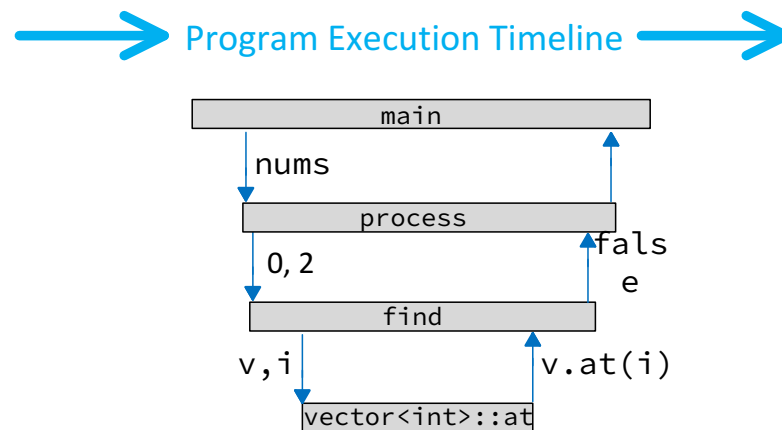 Program Execution Timeline
main
nums
process
0, 2
fals
e
find
v,i
v.at(i)
vector<int>::at